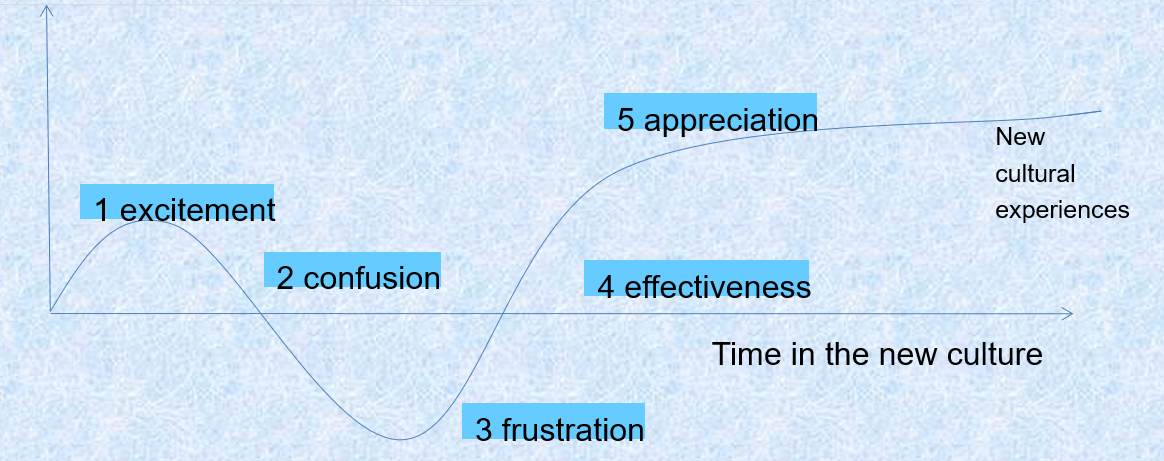 1 excitement
2 confusion
3 frustration
4 effectiveness
5 appreciation
New
cultural
experiences
Time in the new culture